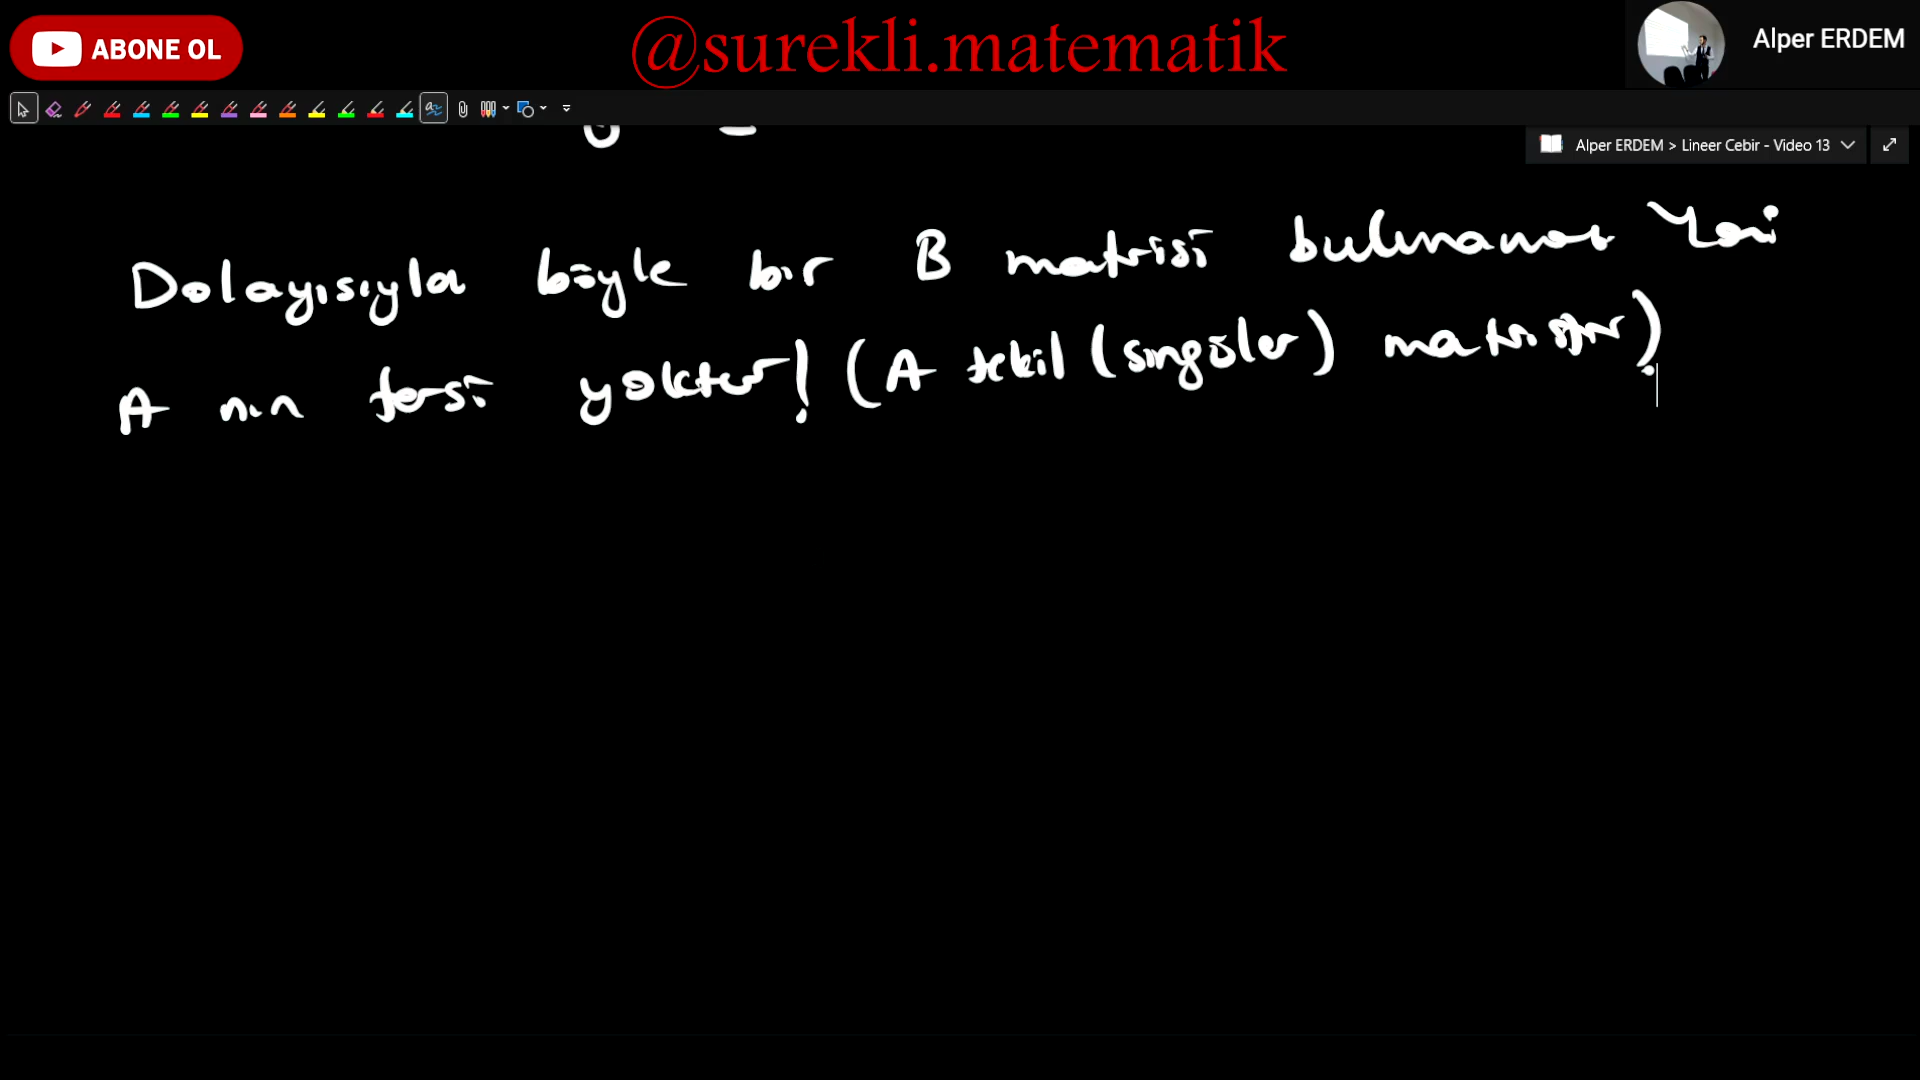 ABONE OL
@surekli.matematik
Alper ERDEM
Alper ERDEM > Lineer Cebir - Video 13
Dolayısıyla böyle bir B matrisi bulunamaz Yani
A nın tersi yoktur! (A tekil (singüler) matristir)